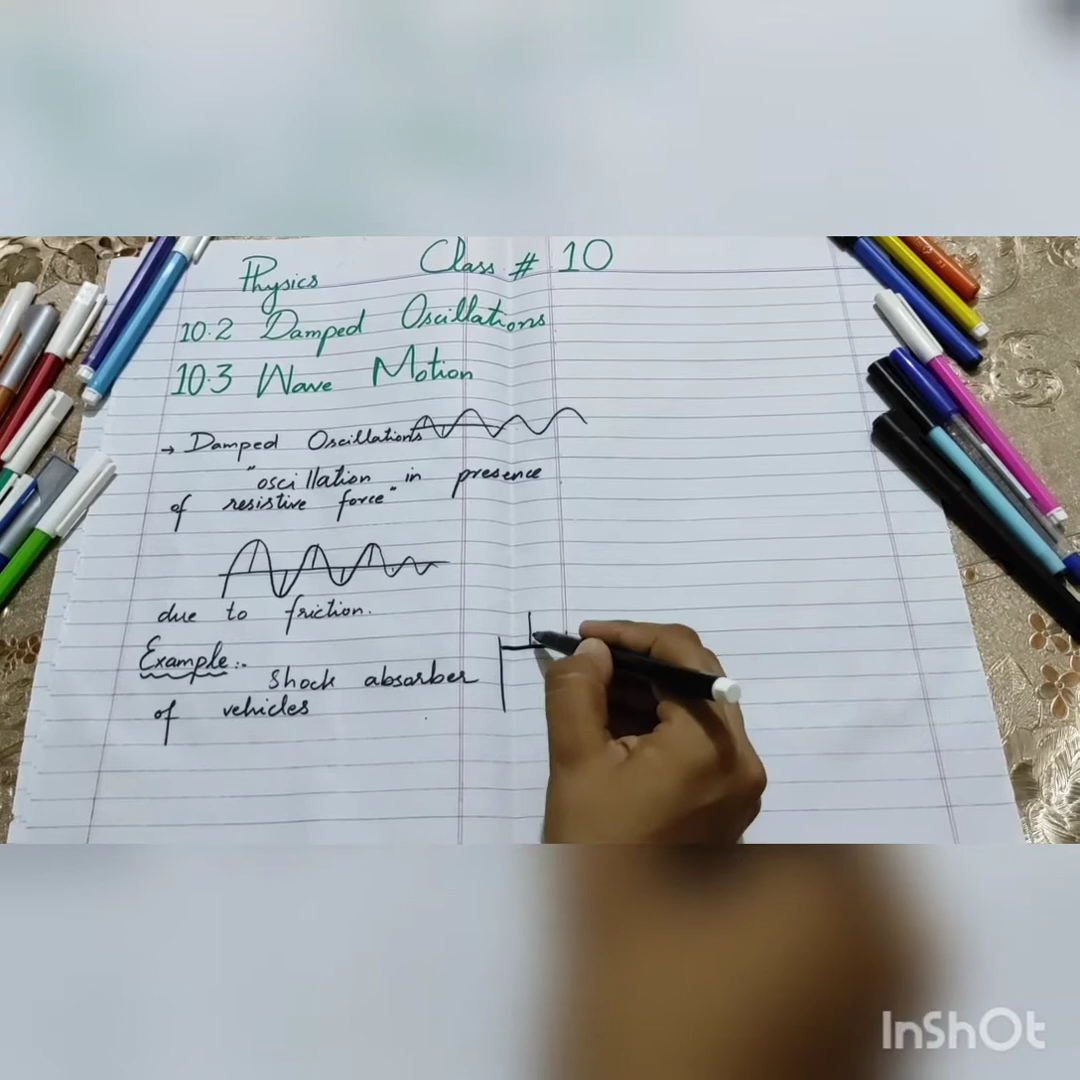 Physics Class # 10
10.2 Damped Oscillations
10.3 Wave Motion
→ Damped Oscillations
"oscillation in presence
of resistive force"
due to friction.
Example:-
Shock absarber
of vehicles
InShOt